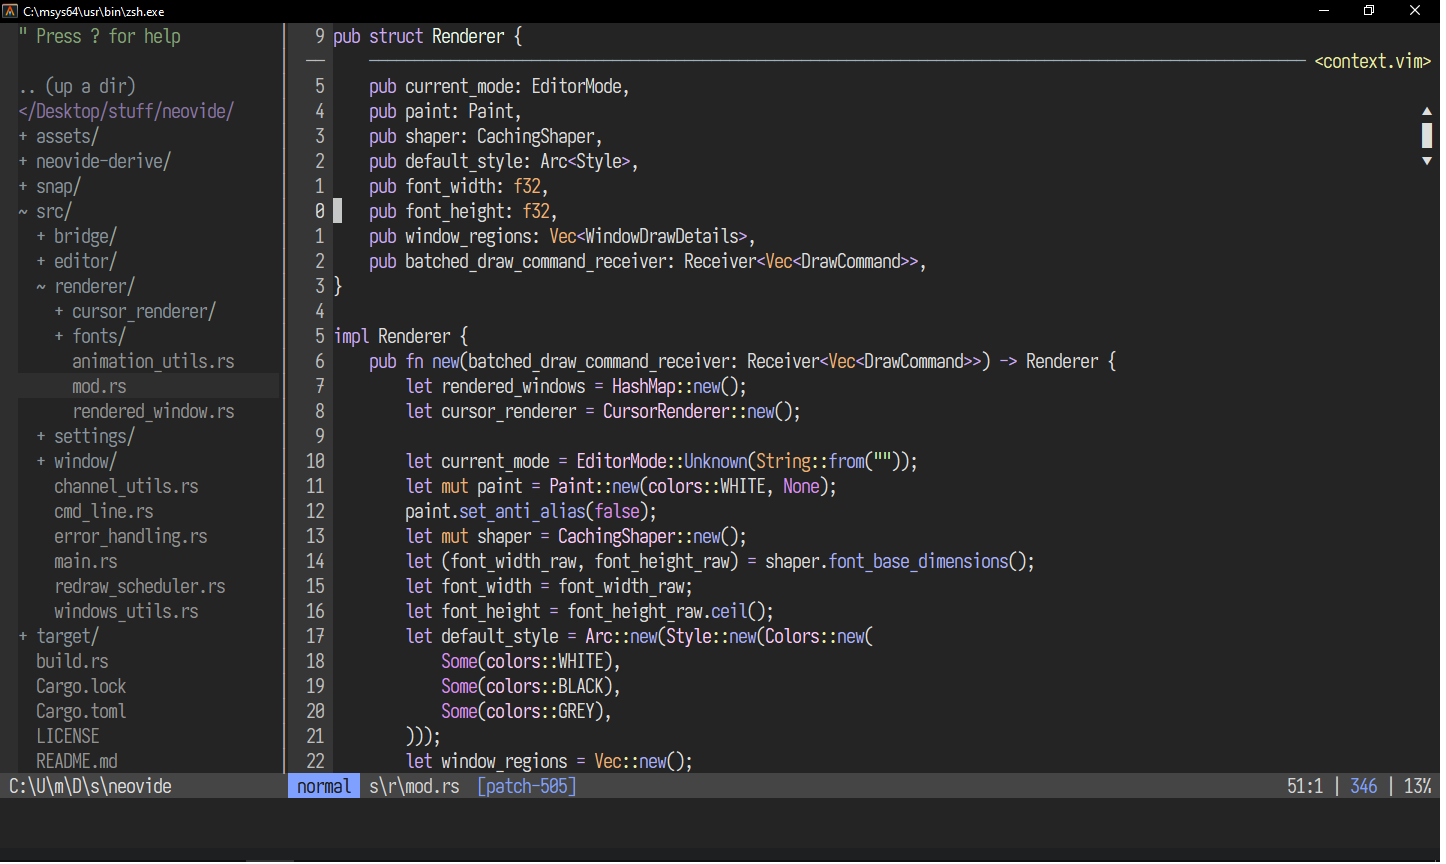 C:\msys64\usr\bin\zsh.exe
" Press ? for help
.. (up a dir)
</Desktop/stuff/neovide/
+ assets/
+ neovide-derive/
+ snap/
~ src/
+ bridge/
+ editor/
~ renderer/
+ cursor_renderer/
+ fonts/
animation_utils.rs
mod.rs
rendered_window.rs
+ settings/
+ window/
channel_utils.rs
cmd_line.rs
error_handling.rs
main.rs
redraw_scheduler.rs
windows_utils.rs
+ target/
build.rs
Cargo.lock
Cargo.toml
LICENSE
README.md
9 pub struct Renderer {
<context.vim>
5 pub current_mode: EditorMode,
4 pub paint: Paint,
3 pub shaper: CachingShaper,
2 pub default_style: Arc<Style>,
1 pub font_width: f32,
0 pub font_height: f32,
1 pub window_regions: Vec<WindowDrawDetails>,
2 pub batched_draw_command_receiver: Receiver<Vec<DrawCommand>>,
3 }
4
5 impl Renderer {
6 pub fn new(batched_draw_command_receiver: Receiver<Vec<DrawCommand>>) -> Renderer {
7 let rendered_windows = HashMap::new();
8 let cursor_renderer = CursorRenderer::new();
9
10 let current_mode = EditorMode::Unknown(String::from(""));
11 let mut paint = Paint::new(colors::WHITE, None);
12 paint.set_anti_alias(false);
13 let mut shaper = CachingShaper::new();
14 let (font_width_raw, font_height_raw) = shaper.font_base_dimensions();
15 let font_width = font_width_raw;
16 let font_height = font_height_raw.ceil();
17 let default_style = Arc::new(Style::new(Colors::new(
18 Some(colors::WHITE),
19 Some(colors::BLACK),
20 Some(colors::GREY),
21 )));
22 let window_regions = Vec::new();
C:\U\m\D\s\neovide
normal s\r\mod.rs [patch-505] 51:1 | 346 | 13%